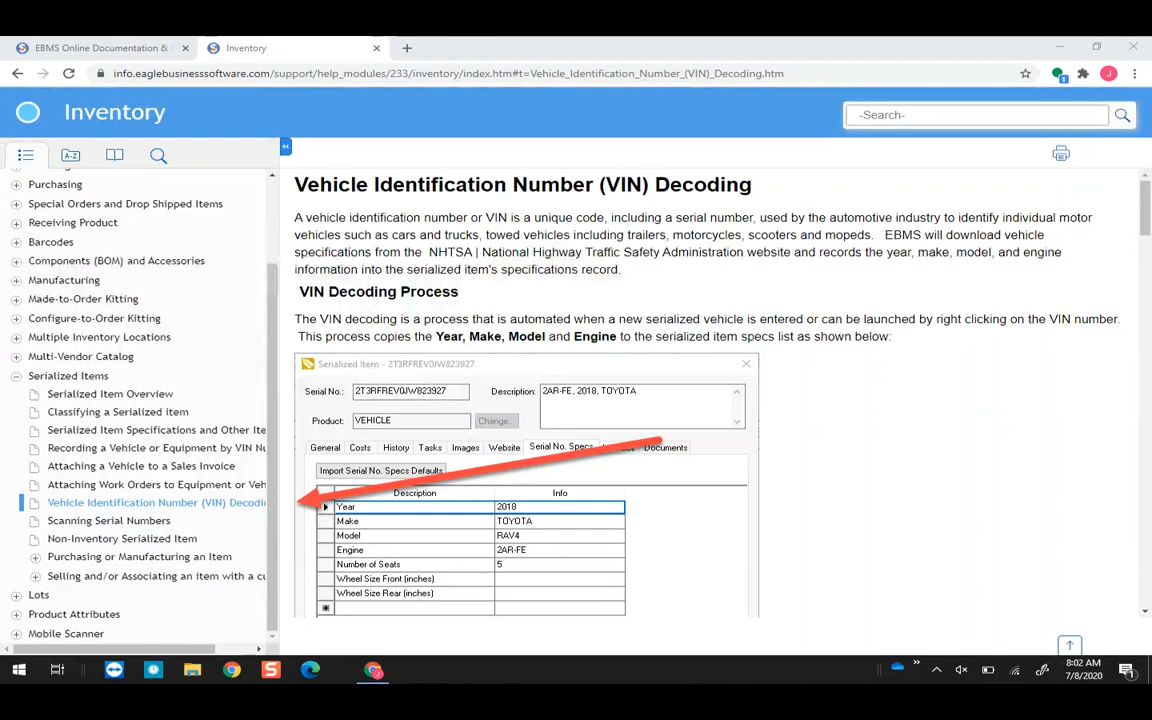 EBMS Online Documentation &
Inventory
info.eaglebusinesssoftware.com/support/help_modules/233/inventory/index.htm#t=Vehicle_Identification_Number_(VIN)_Decoding.htm
J
1
Inventory
-Search-
A-Z
Purchasing
Special Orders and Drop Shipped Items
Receiving Product
Barcodes
Components (BOM) and Accessories
Manufacturing
Made-to-Order Kitting
Configure-to-Order Kitting
Multiple Inventory Locations
Multi-Vendor Catalog
Serialized Items
Serialized Item Overview
Classifying a Serialized item
Serialized Item Specifications and Other Ite
Recording a Vehicle or Equipment by VIN Nu
Attaching a Vehicle to a Sales Invoice
Attaching Work Orders to Equipment or Veh
Vehicle Identification Number (VIN) Decodin
Scanning Serial Numbers
Non-Inventory Serialized Item
Purchasing or Manufacturing an Item
Selling and/or Associating an item with a cu
Lots
Product Attributes
Mobile Scanner
Vehicle Identification Number (VIN) Decoding
A vehicle identification number or VIN is a unique code, including a serial number, used by the automotive industry to identify individual motor
vehicles such as cars and trucks, towed vehicles including trailers, motorcycles, scooters and mopeds. EBMS will download vehicle
specifications from the NHTSA | National Highway Traffic Safety Administration website and records the year, make, model, and engine
information into the serialized item's specifications record.
VIN Decoding Process
The VIN decoding is a process that is automated when a new serialized vehicle is entered or can be launched by right clicking on the VIN number.
This process copies the Year, Make, Model and Engine to the serialized item specs list as shown below:
Serialized Item - 2T3RFREV0JW823927
Serial No.: 2T3RFREV0JW823927 Description: 2AR-FE, 2018, TOYOTA
Product: VEHICLE Change...
General Costs History Tasks Images Website Serial No. Specs Documents
Import Serial No. Specs Defaults
Description Info
Year 2018
Make TOYOTA
Model RAV4
Engine 2AR-FE
Number of Seats 5
Wheel Size Front (inches)
Wheel Size Rear (inches)
8:02 AM
7/8/2020
1